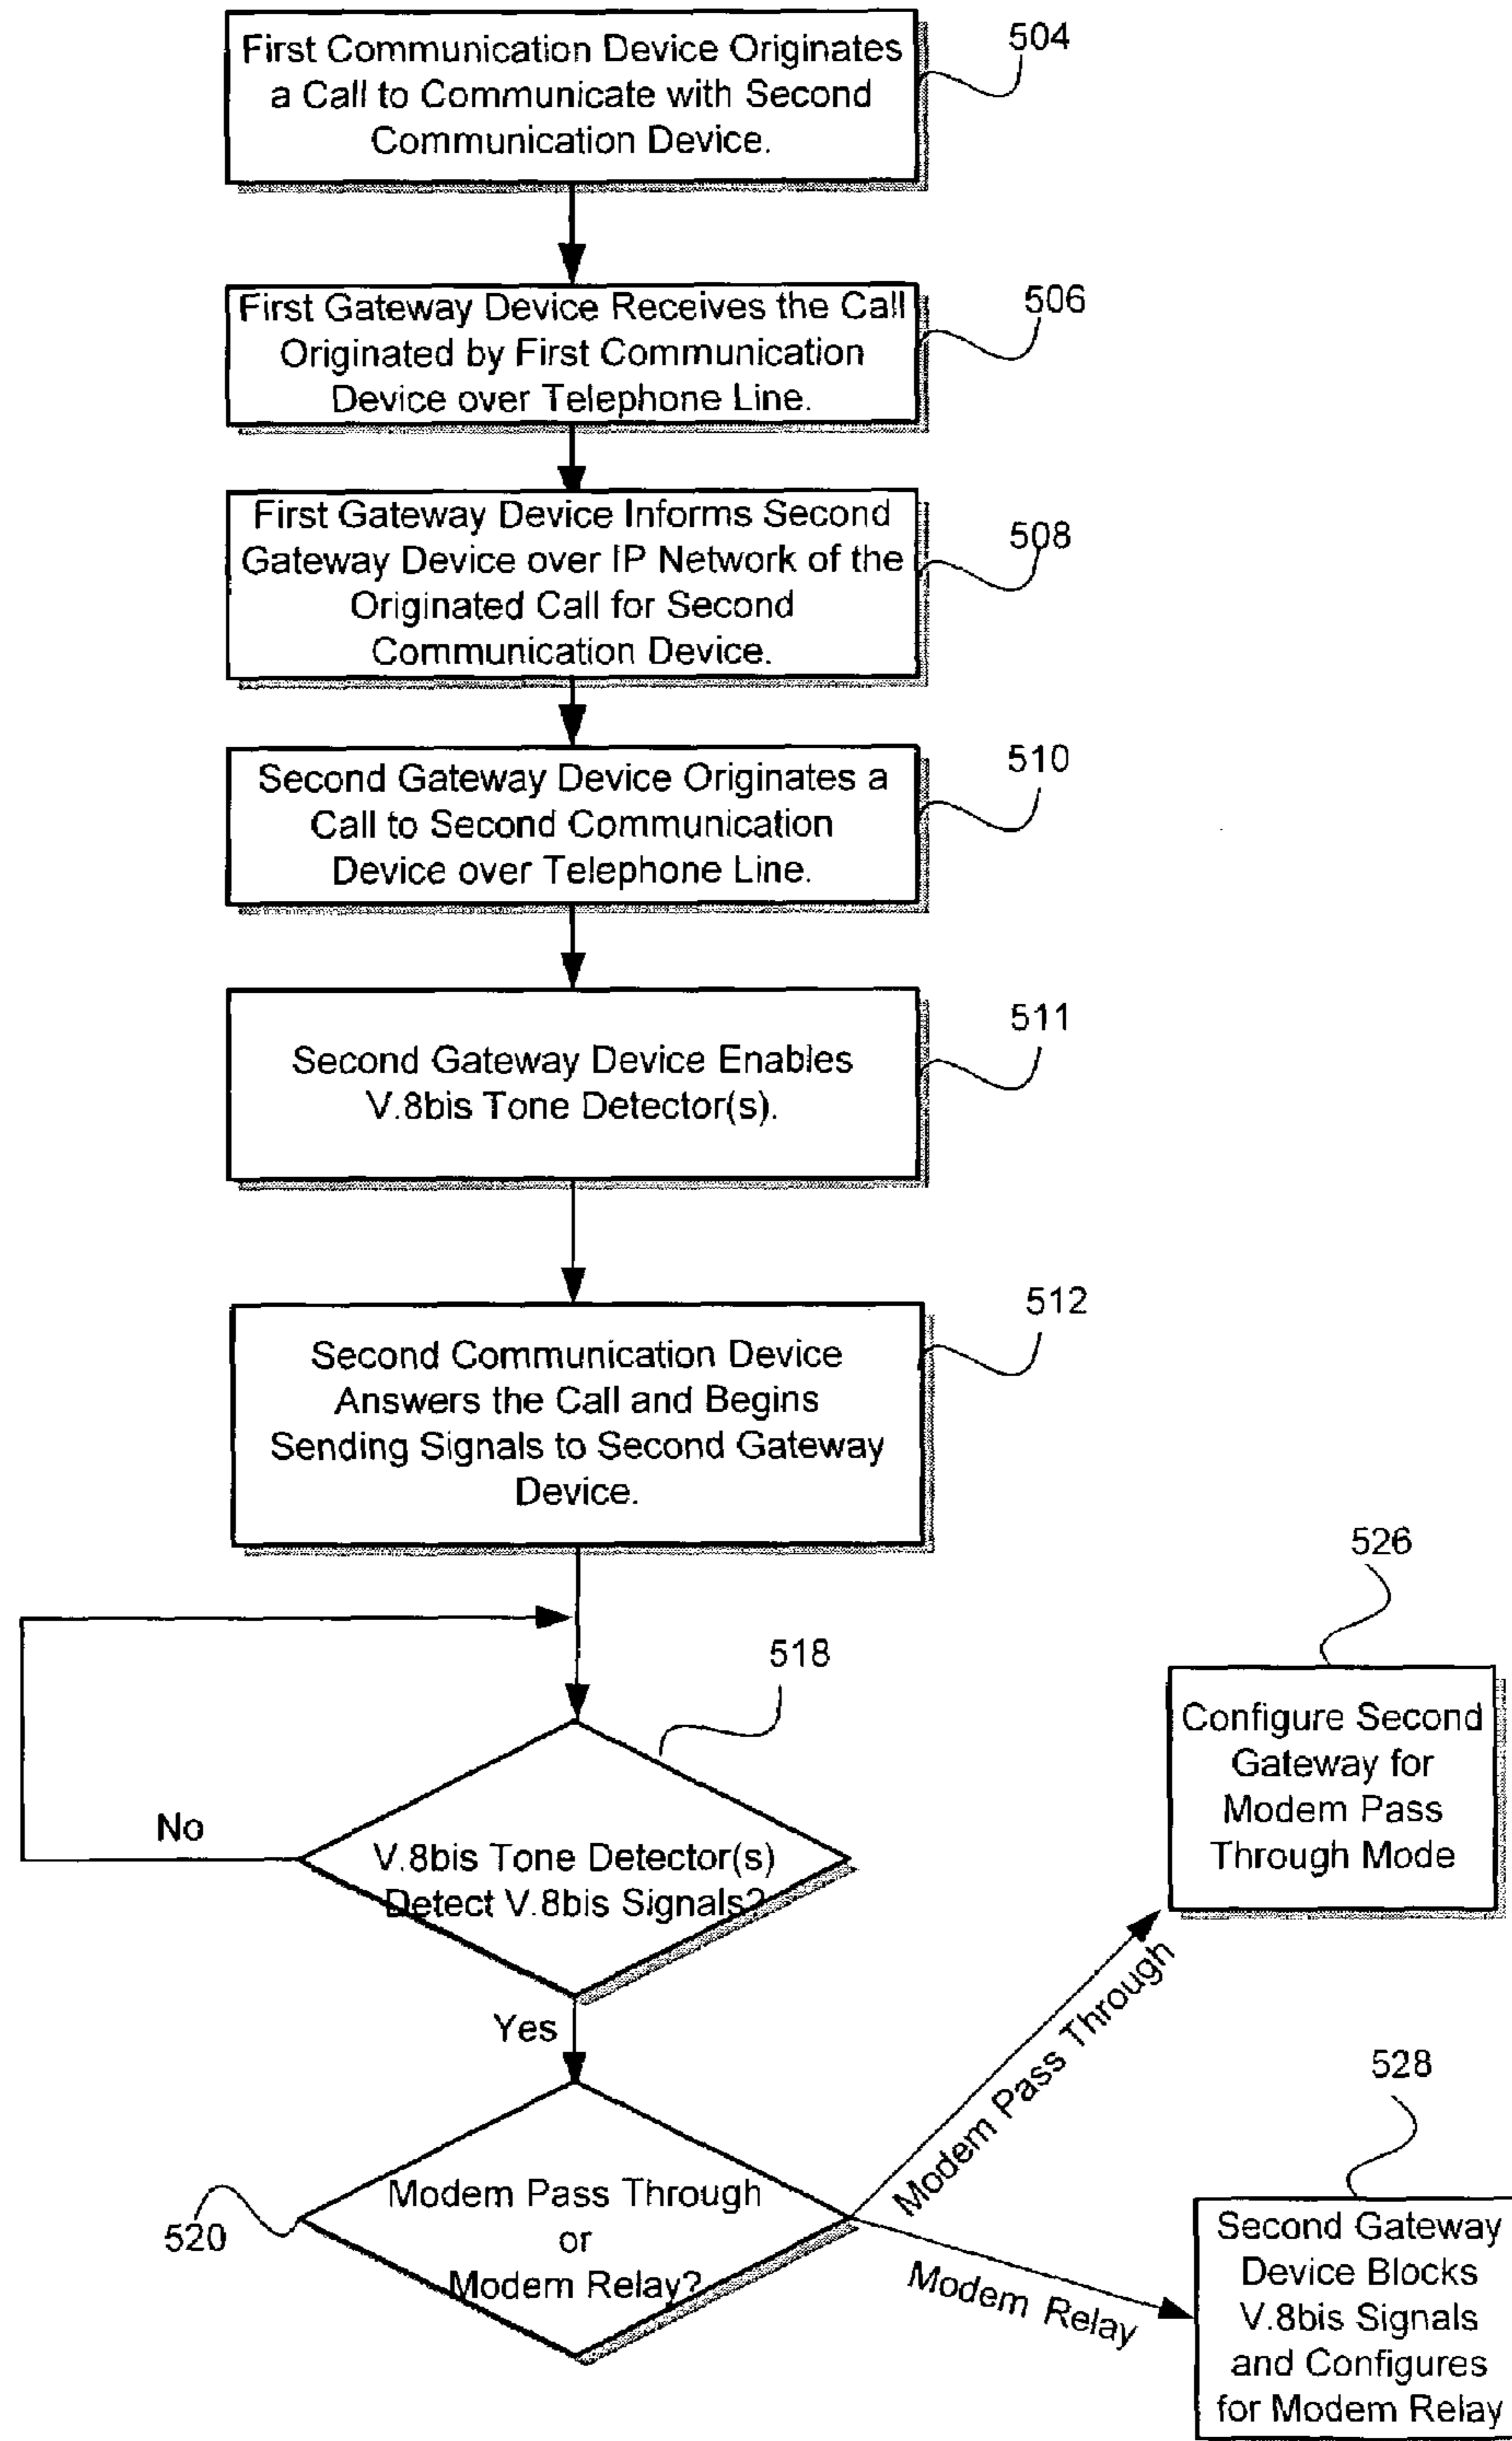 First Communication Device Originates
a Call to Communicate with Second
Communication Device.
504
First Gateway Device Receives the Call
Originated by First Communication
Device over Telephone Line.
506
First Gateway Device Informs Second
Gateway Device over IP Network of the
Originated Call for Second
Communication Device.
508
Second Gateway Device Originates a
Call to Second Communication
Device over Telephone Line.
510
Second Gateway Device Enables
V.8bis Tone Detector(s).
511
Second Communication Device
Answers the Call and Begins
Sending Signals to Second Gateway
Device.
512
518
V.8bis Tone Detector(s)
Detect V.8bis Signals?
No
Yes
Modem Pass Through
or
Modem Relay?
520
Modem Pass Through
526
Configure Second
Gateway for
Modem Pass
Through Mode
Modem Relay
528
Second Gateway
Device Blocks
V.8bis Signals
and Configures
for Modem Relay